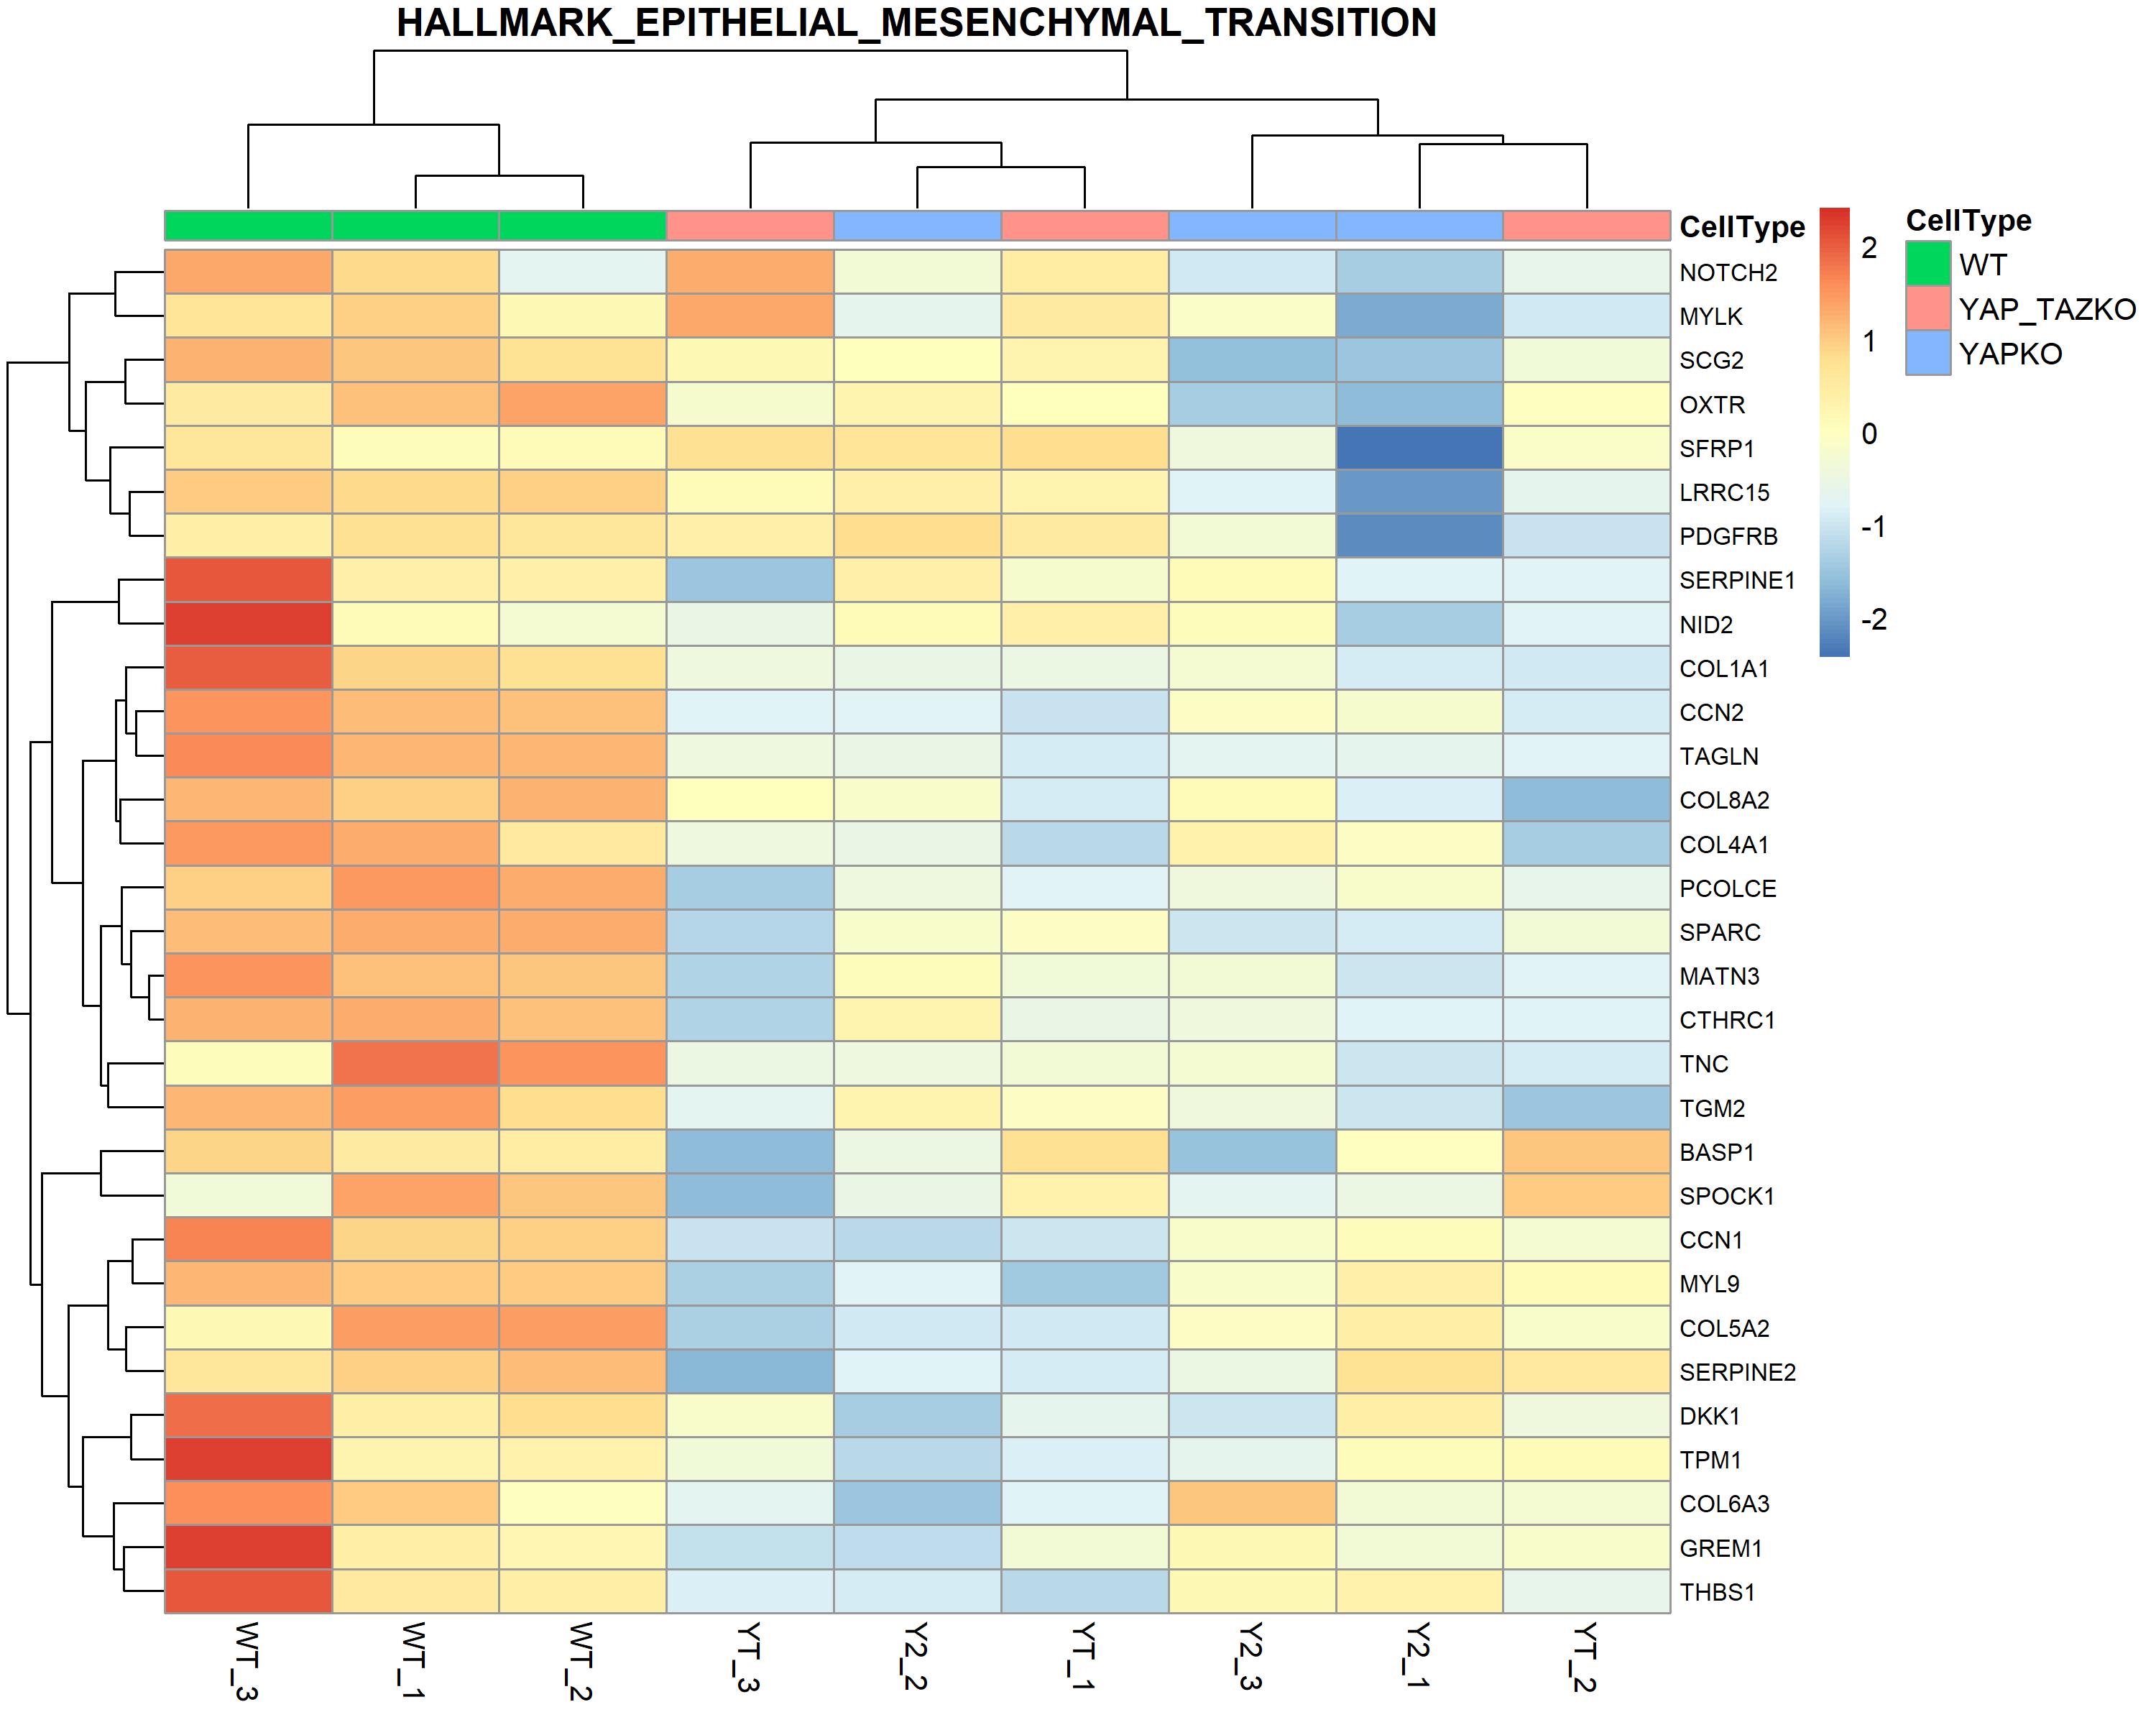 HALLMARK_EPITHELIAL_MESENCHYMAL_TRANSITION
CellType
NOTCH2
MYLK
SCG2
OXTR
SFRP1
LRRC15
PDGFRB
SERPINE1
NID2
COL1A1
CCN2
TAGLN
COL8A2
COL4A1
PCOLCE
SPARC
MATN3
CTHRC1
TNC
TGM2
BASP1
SPOCK1
CCN1
MYL9
COL5A2
SERPINE2
DKK1
TPM1
COL6A3
GREM1
THBS1
2
1
0
-1
-2
CellType
WT
YAP_TAZKO
YAPKO
WT_3
WT_1
WT_2
YT_3
Y2_2
YT_1
Y2_3
Y2_1
YT_2